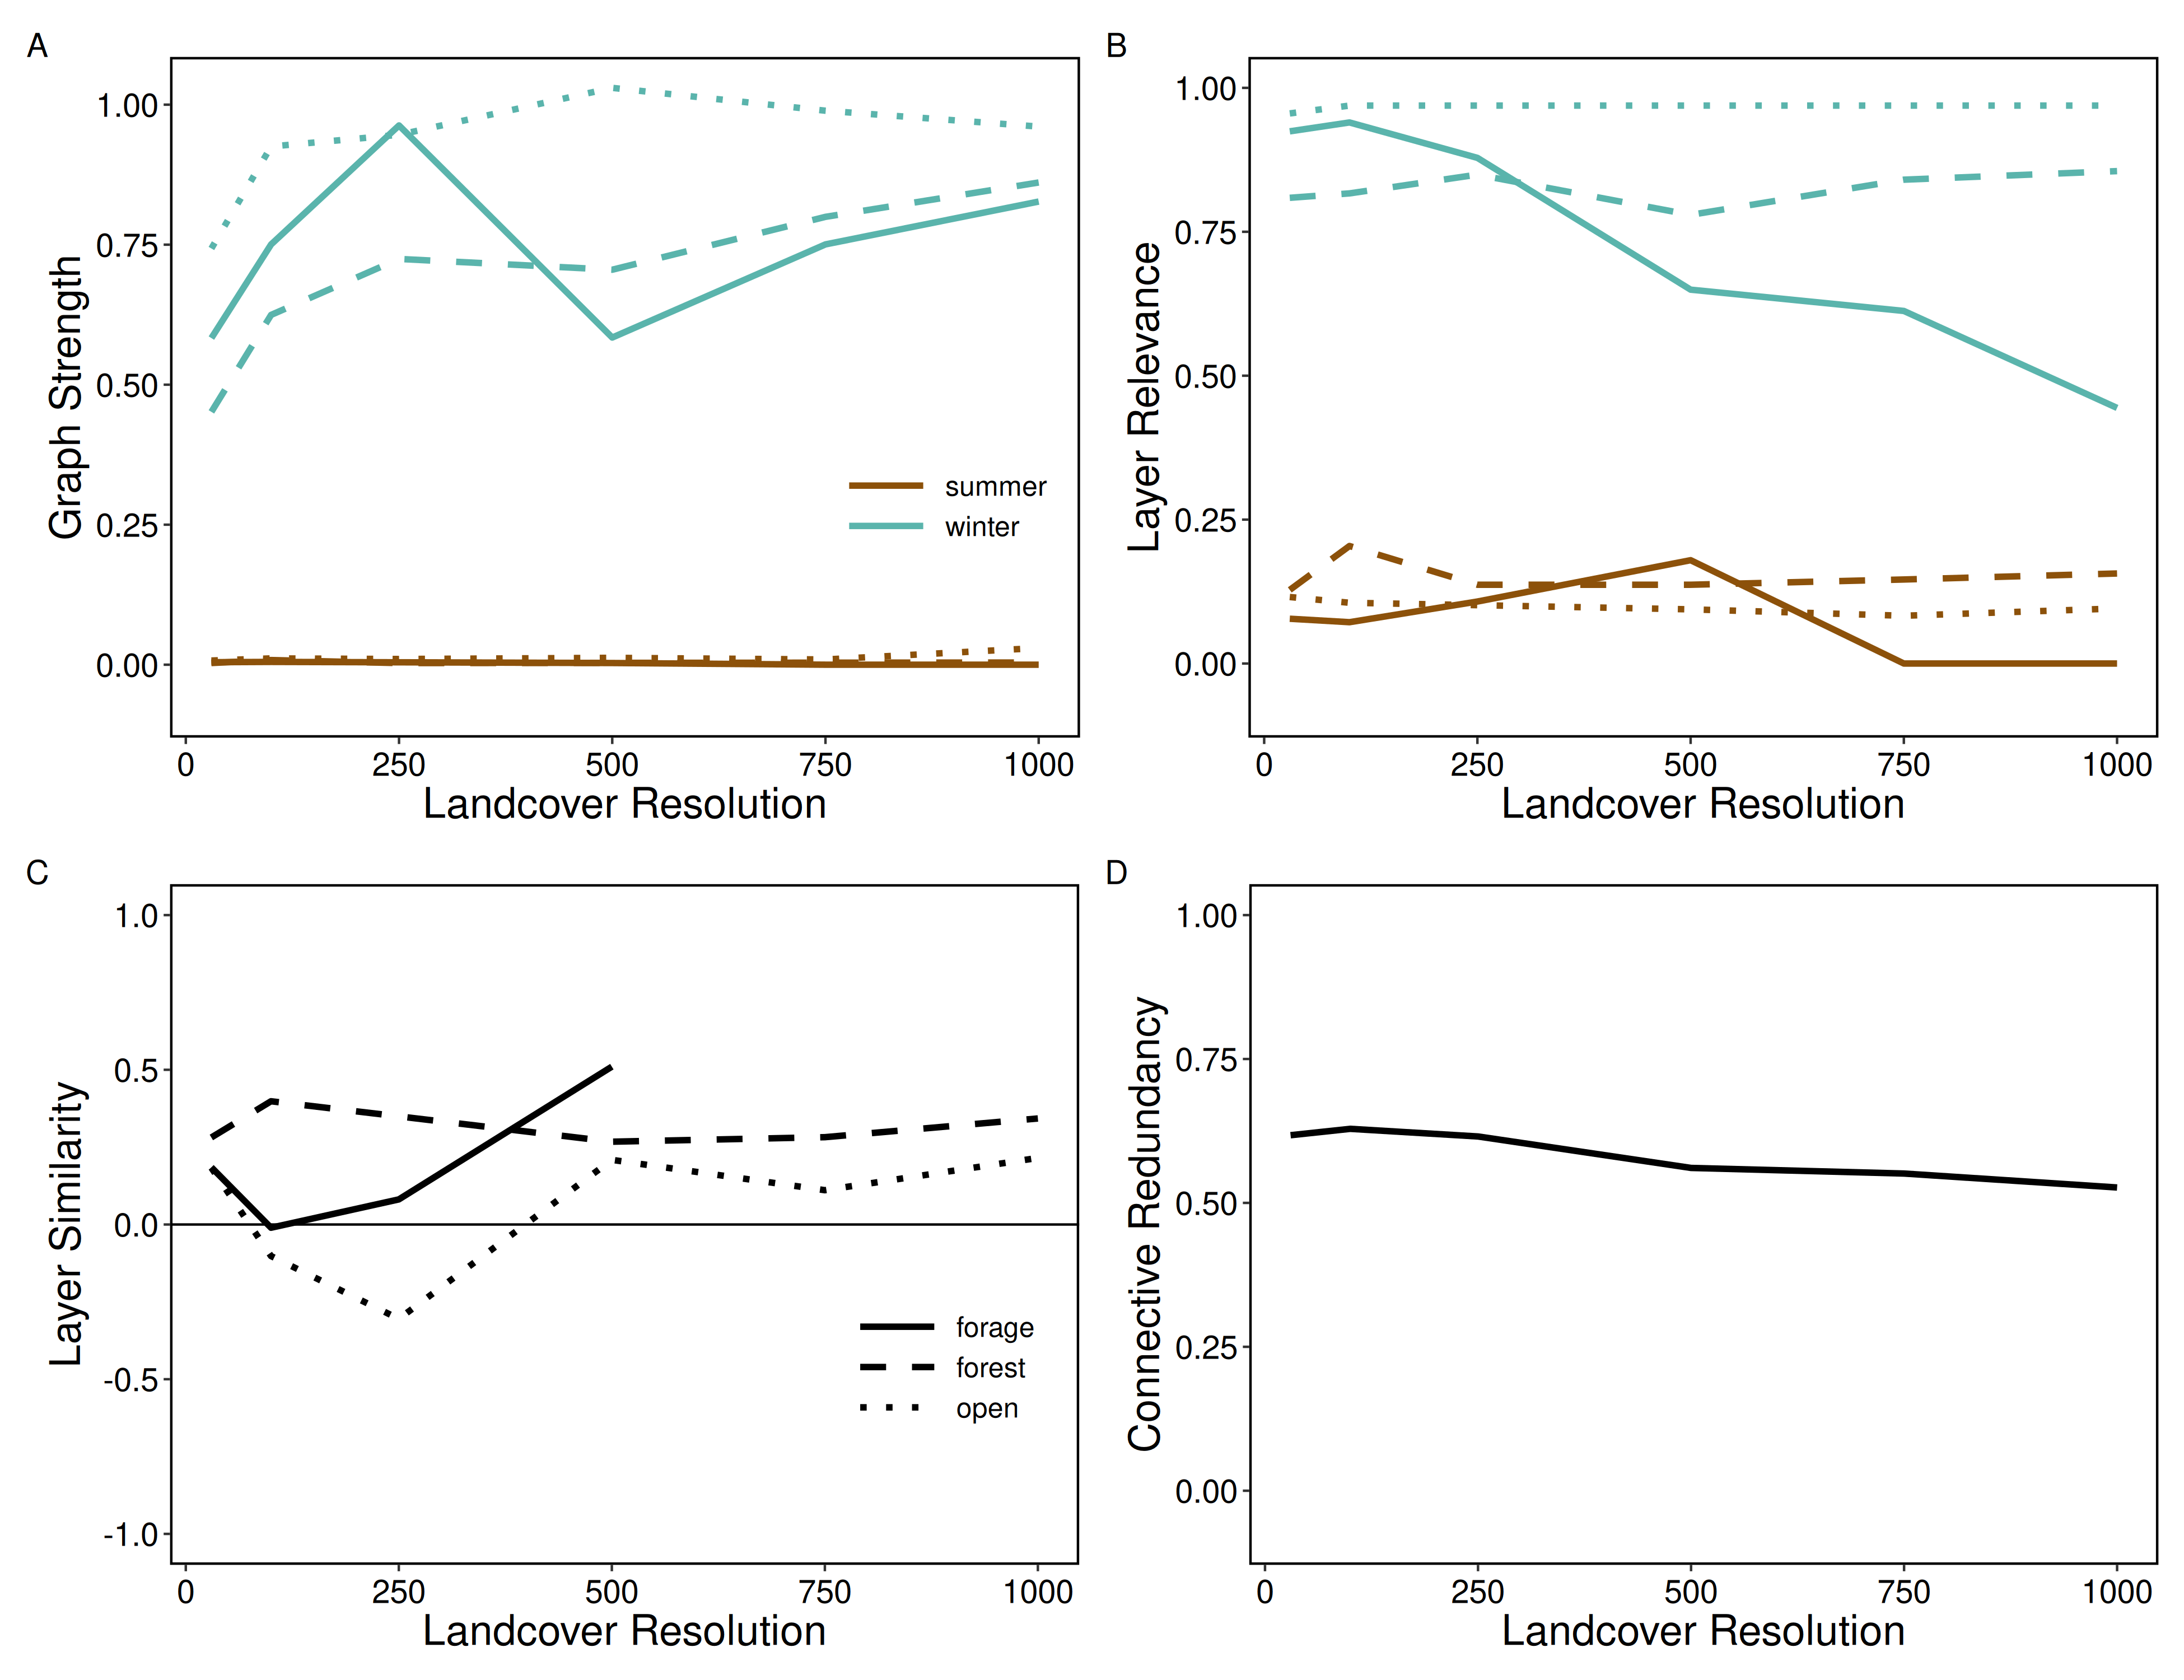 A
Graph Strength
1.00
0.75
0.50
0.25
0.00
summer
winter
0 250 500 750 1000
Landcover Resolution
B
Layer Relevance
1.00
0.75
0.50
0.25
0.00
0 250 500 750 1000
Landcover Resolution
C
Layer Similarity
1.0
0.5
0.0
-0.5
-1.0
forage
forest
open
0 250 500 750 1000
Landcover Resolution
D
Connective Redundancy
1.00
0.75
0.50
0.25
0.00
0 250 500 750 1000
Landcover Resolution